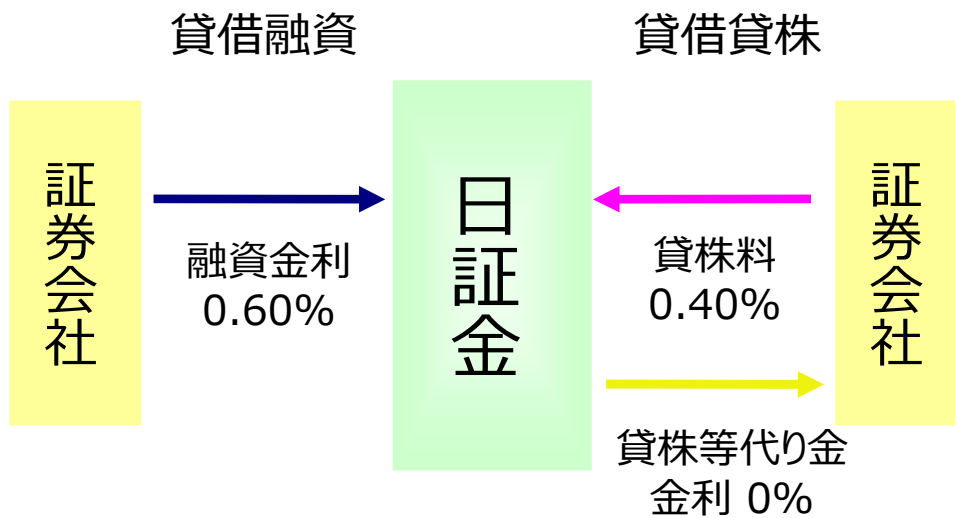 貸借融資
貸借貸株
証券会社
融資金利
0.60%
日証金
貸株料
0.40%
貸株等代り金
金利 0%
証券会社